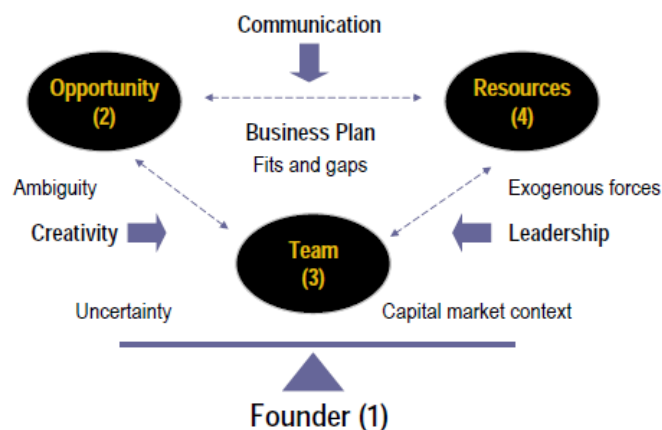 Communication
Opportunity
(2)
Resources
(4)
Business Plan
Fits and gaps
Ambiguity
Exogenous forces
Creativity
Leadership
Team
(3)
Uncertainty
Capital market context
Founder (1)